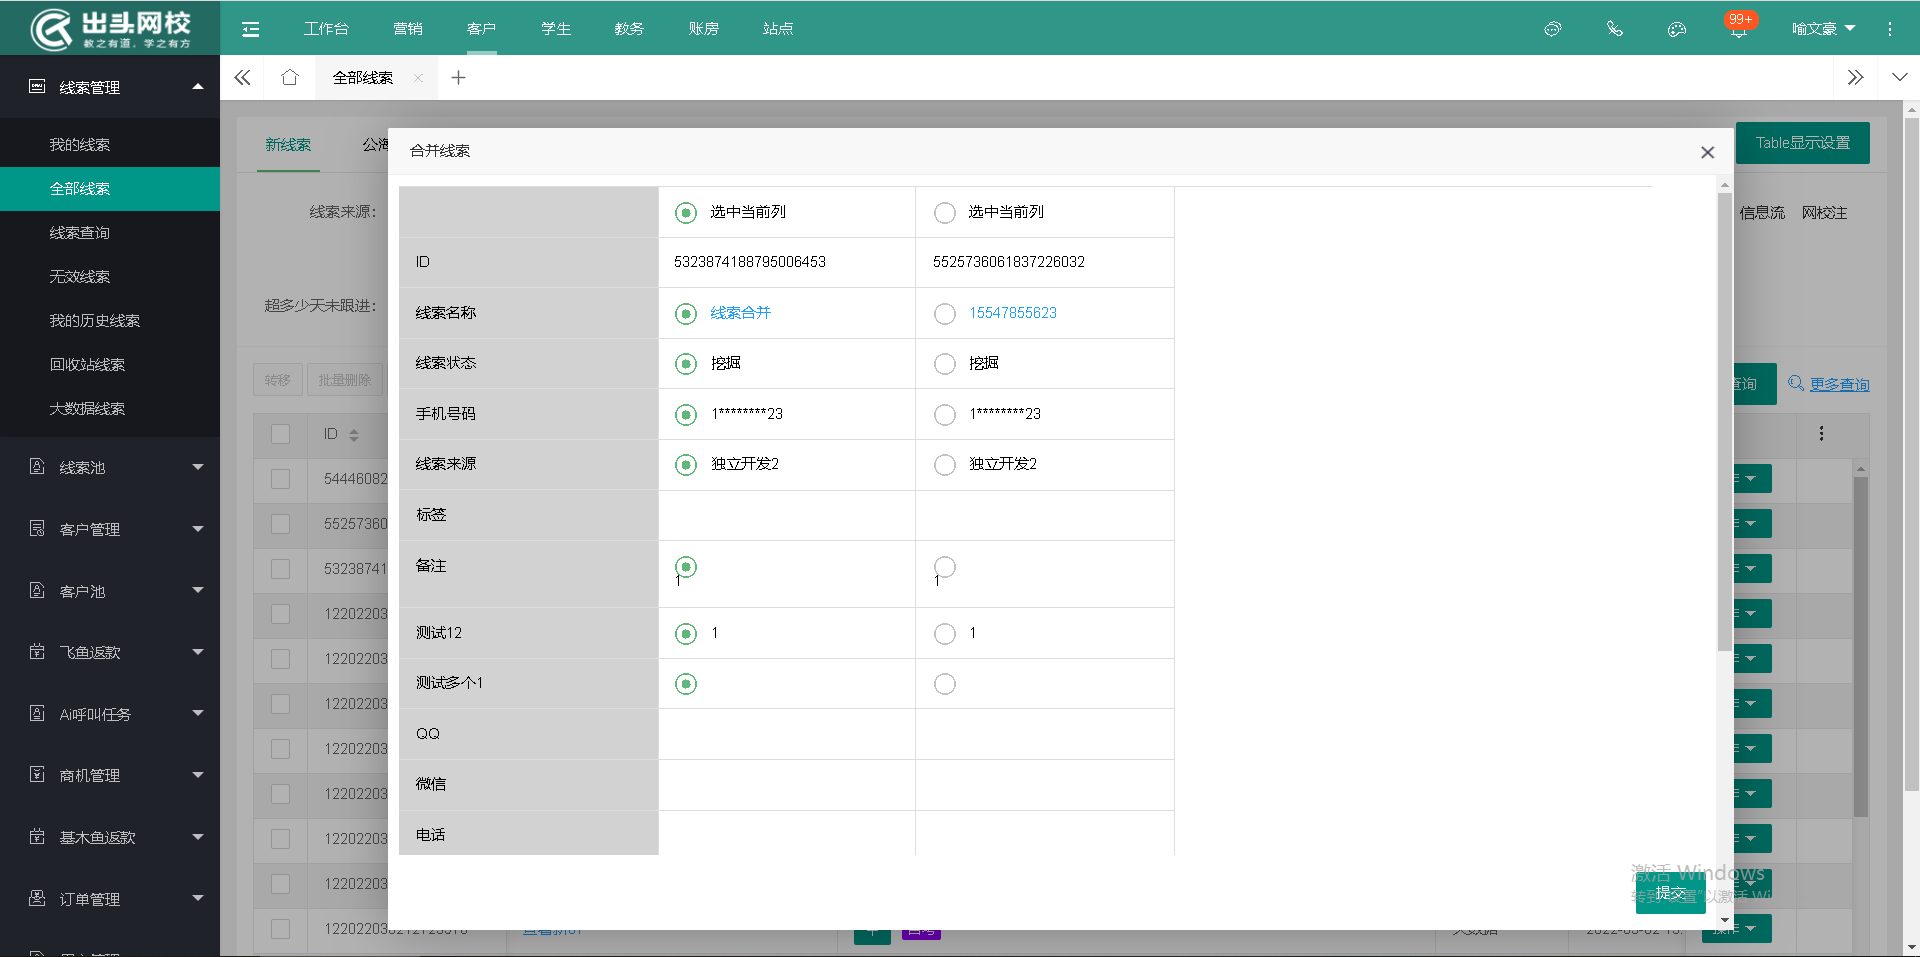 出头网校
教之有道，学之有方
工作台 营销 客户 学生 教务 账房 站点
99+
喻文豪
全部线索
线索管理
我的线索
全部线索
线索查询
无效线索
我的历史线索
回收站线索
大数据线索
线索池
客户管理
客户池
飞鱼返款
Ai呼叫任务
商机管理
基木鱼返款
订单管理
新线索
Table显示设置
线索来源：
信息流 网校注
超多少天未跟进：
转移 批量删除
查询 更多查询
ID
54446082
55257360
53238741
12202203
12202203
12202203
12202203
12202203
12202203
12202203
合并线索
选中当前列 选中当前列
ID 5323874188795006453 5525736061837226032
线索名称 线索合并 15547855623
线索状态 挖掘 挖掘
手机号码 1********23 1********23
线索来源 独立开发2 独立开发2
标签
备注 1 1
测试12 1 1
测试多个1
QQ
微信
电话
提交
激活 Windows
转到"设置"以激活 Wi